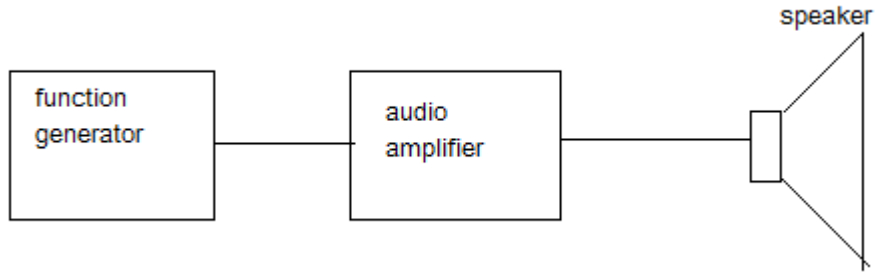 speaker
function
generator
audio
amplifier